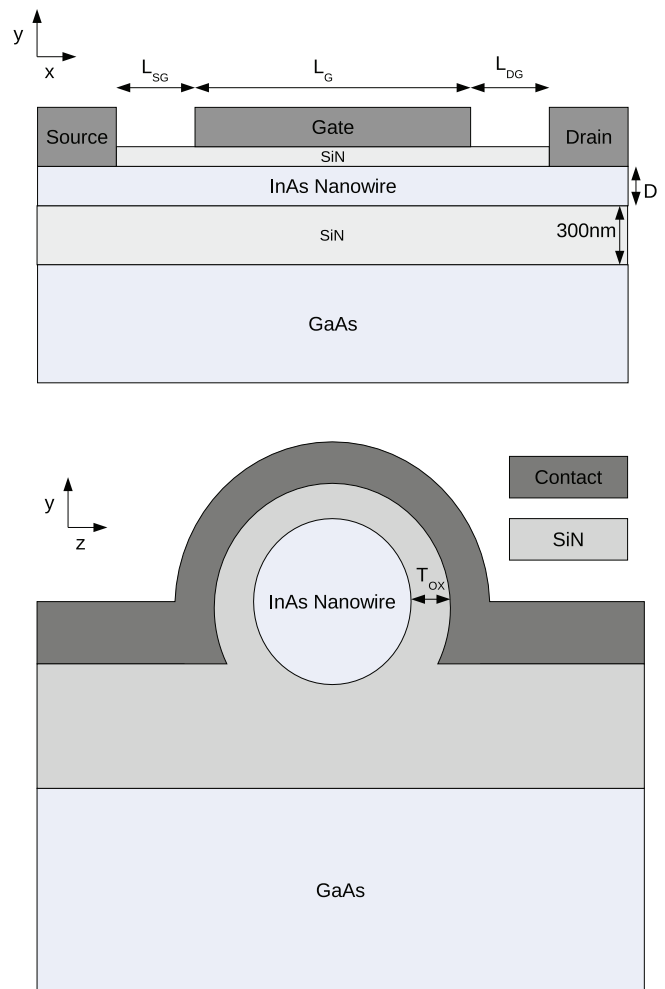 y
x
L_SG
L_G
L_DG
Source
Gate
Drain
SiN
InAs Nanowire
D
SiN
300nm
GaAs
y
z
Contact
SiN
InAs Nanowire
T_OX
GaAs